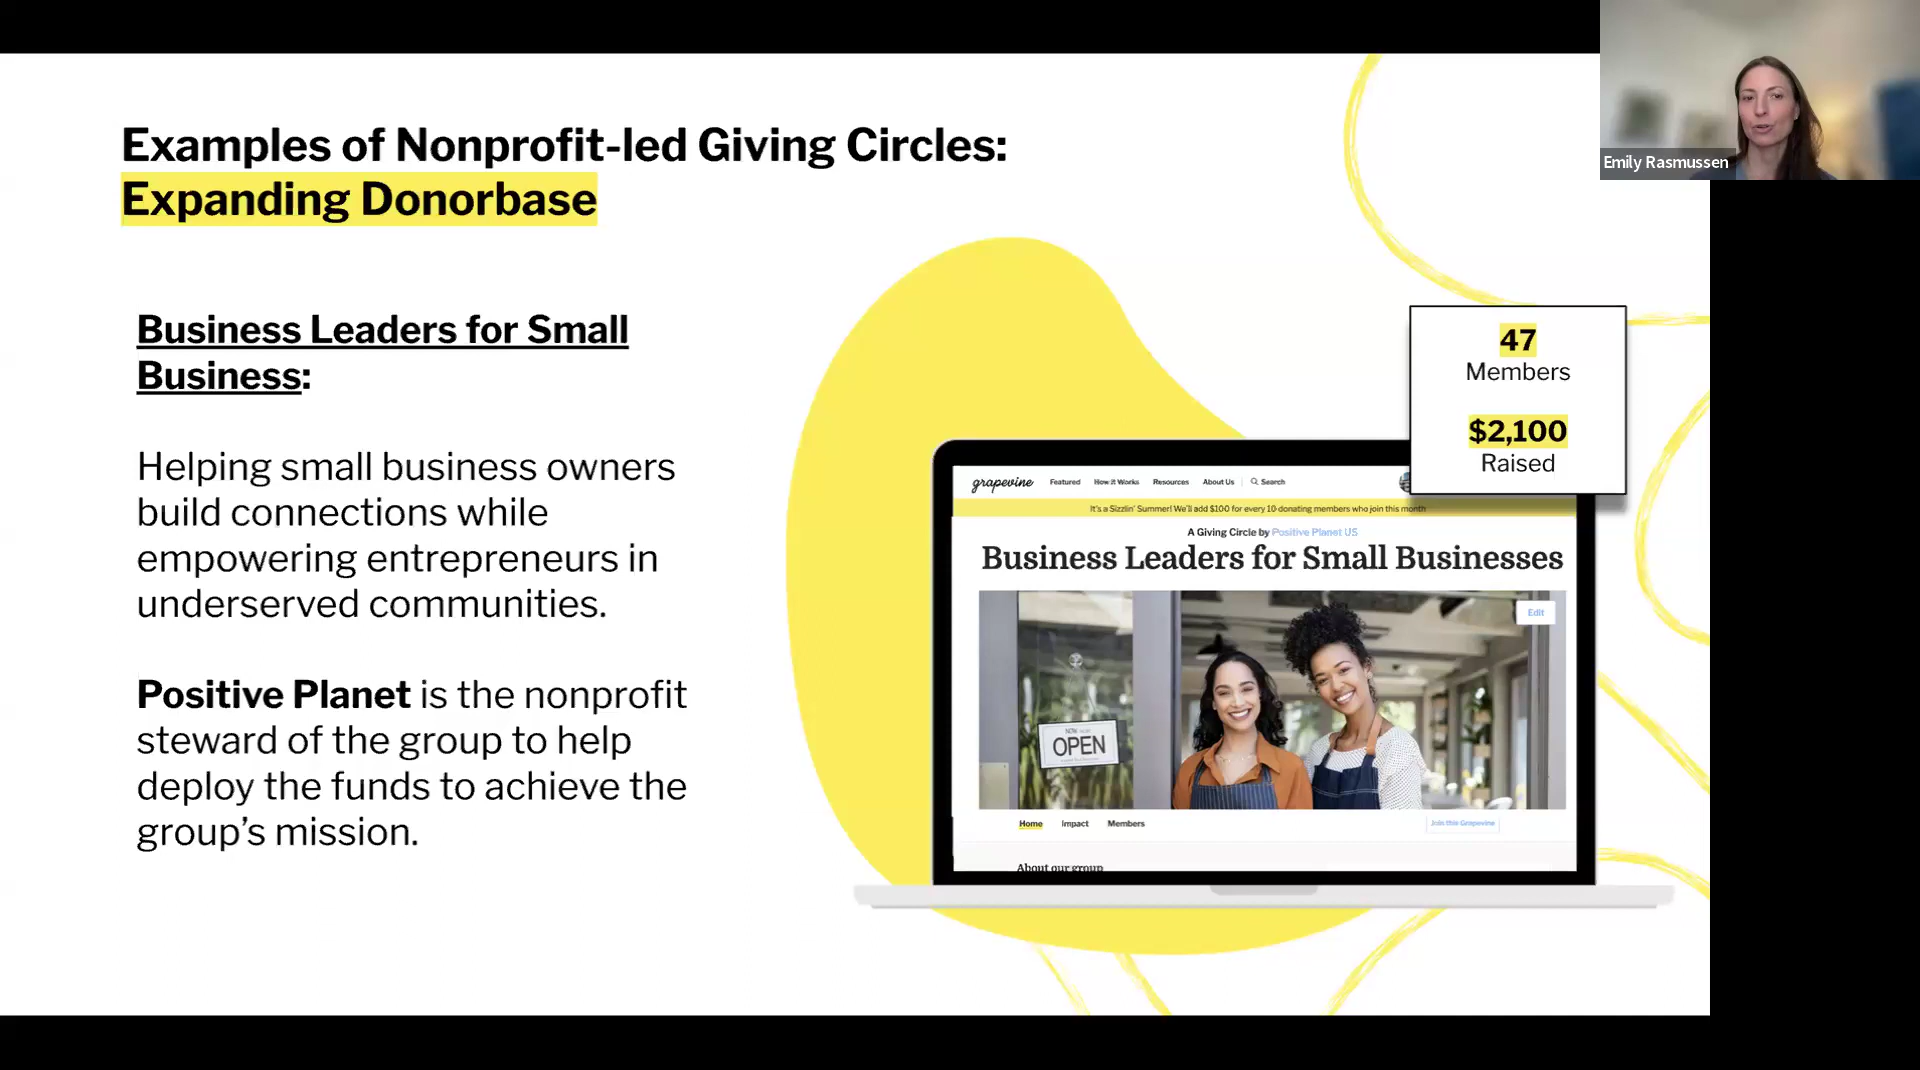 Examples of Nonprofit-led Giving Circles:
Expanding Donorbase
Emily Rasmussen
Business Leaders for Small
Business:
Helping small business owners
build connections while
empowering entrepreneurs in
underserved communities.
Positive Planet is the nonprofit
steward of the group to help
deploy the funds to achieve the
group's mission.
47
Members
$2,100
Raised
grapevine Featured How it Works Resources About Us Search
It's a Sizzlin' Summer! We'll add $100 for every 10 donating members who join this month
A Giving Circle by Positive Planet US
Business Leaders for Small Businesses
Edit
OPEN
Home Impact Members Join this Grapevine
About our group